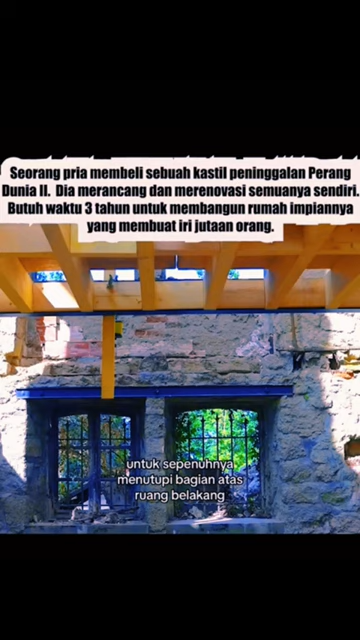 Seorang pria membeli sebuah kastil peninggalan Perang
Dunia II.  Dia merancang dan merenovasi semuanya sendiri.
Butuh waktu 3 tahun untuk membangun rumah impiannya
yang membuat iri jutaan orang.
untuk sepenuhnya
menutupi bagian atas
ruang belakang